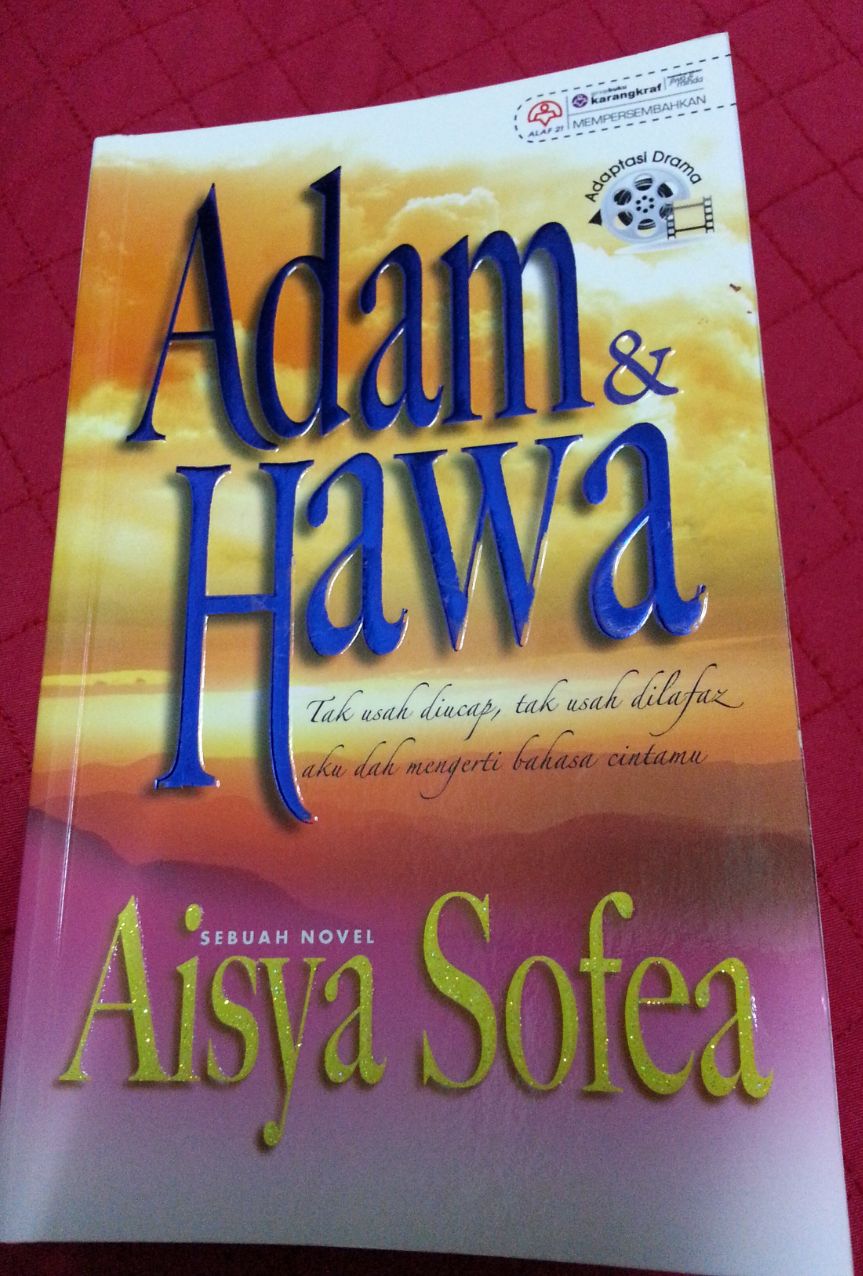 ALAF 21
karangkraf
MEMPERSEMBAHKAN
Adaptasi Drama
Adam
&
Hawa
Tak usah diucap, tak usah dilafaz
aku dah mengerti bahasa cintamu
SEBUAH NOVEL
Aisya Sofea